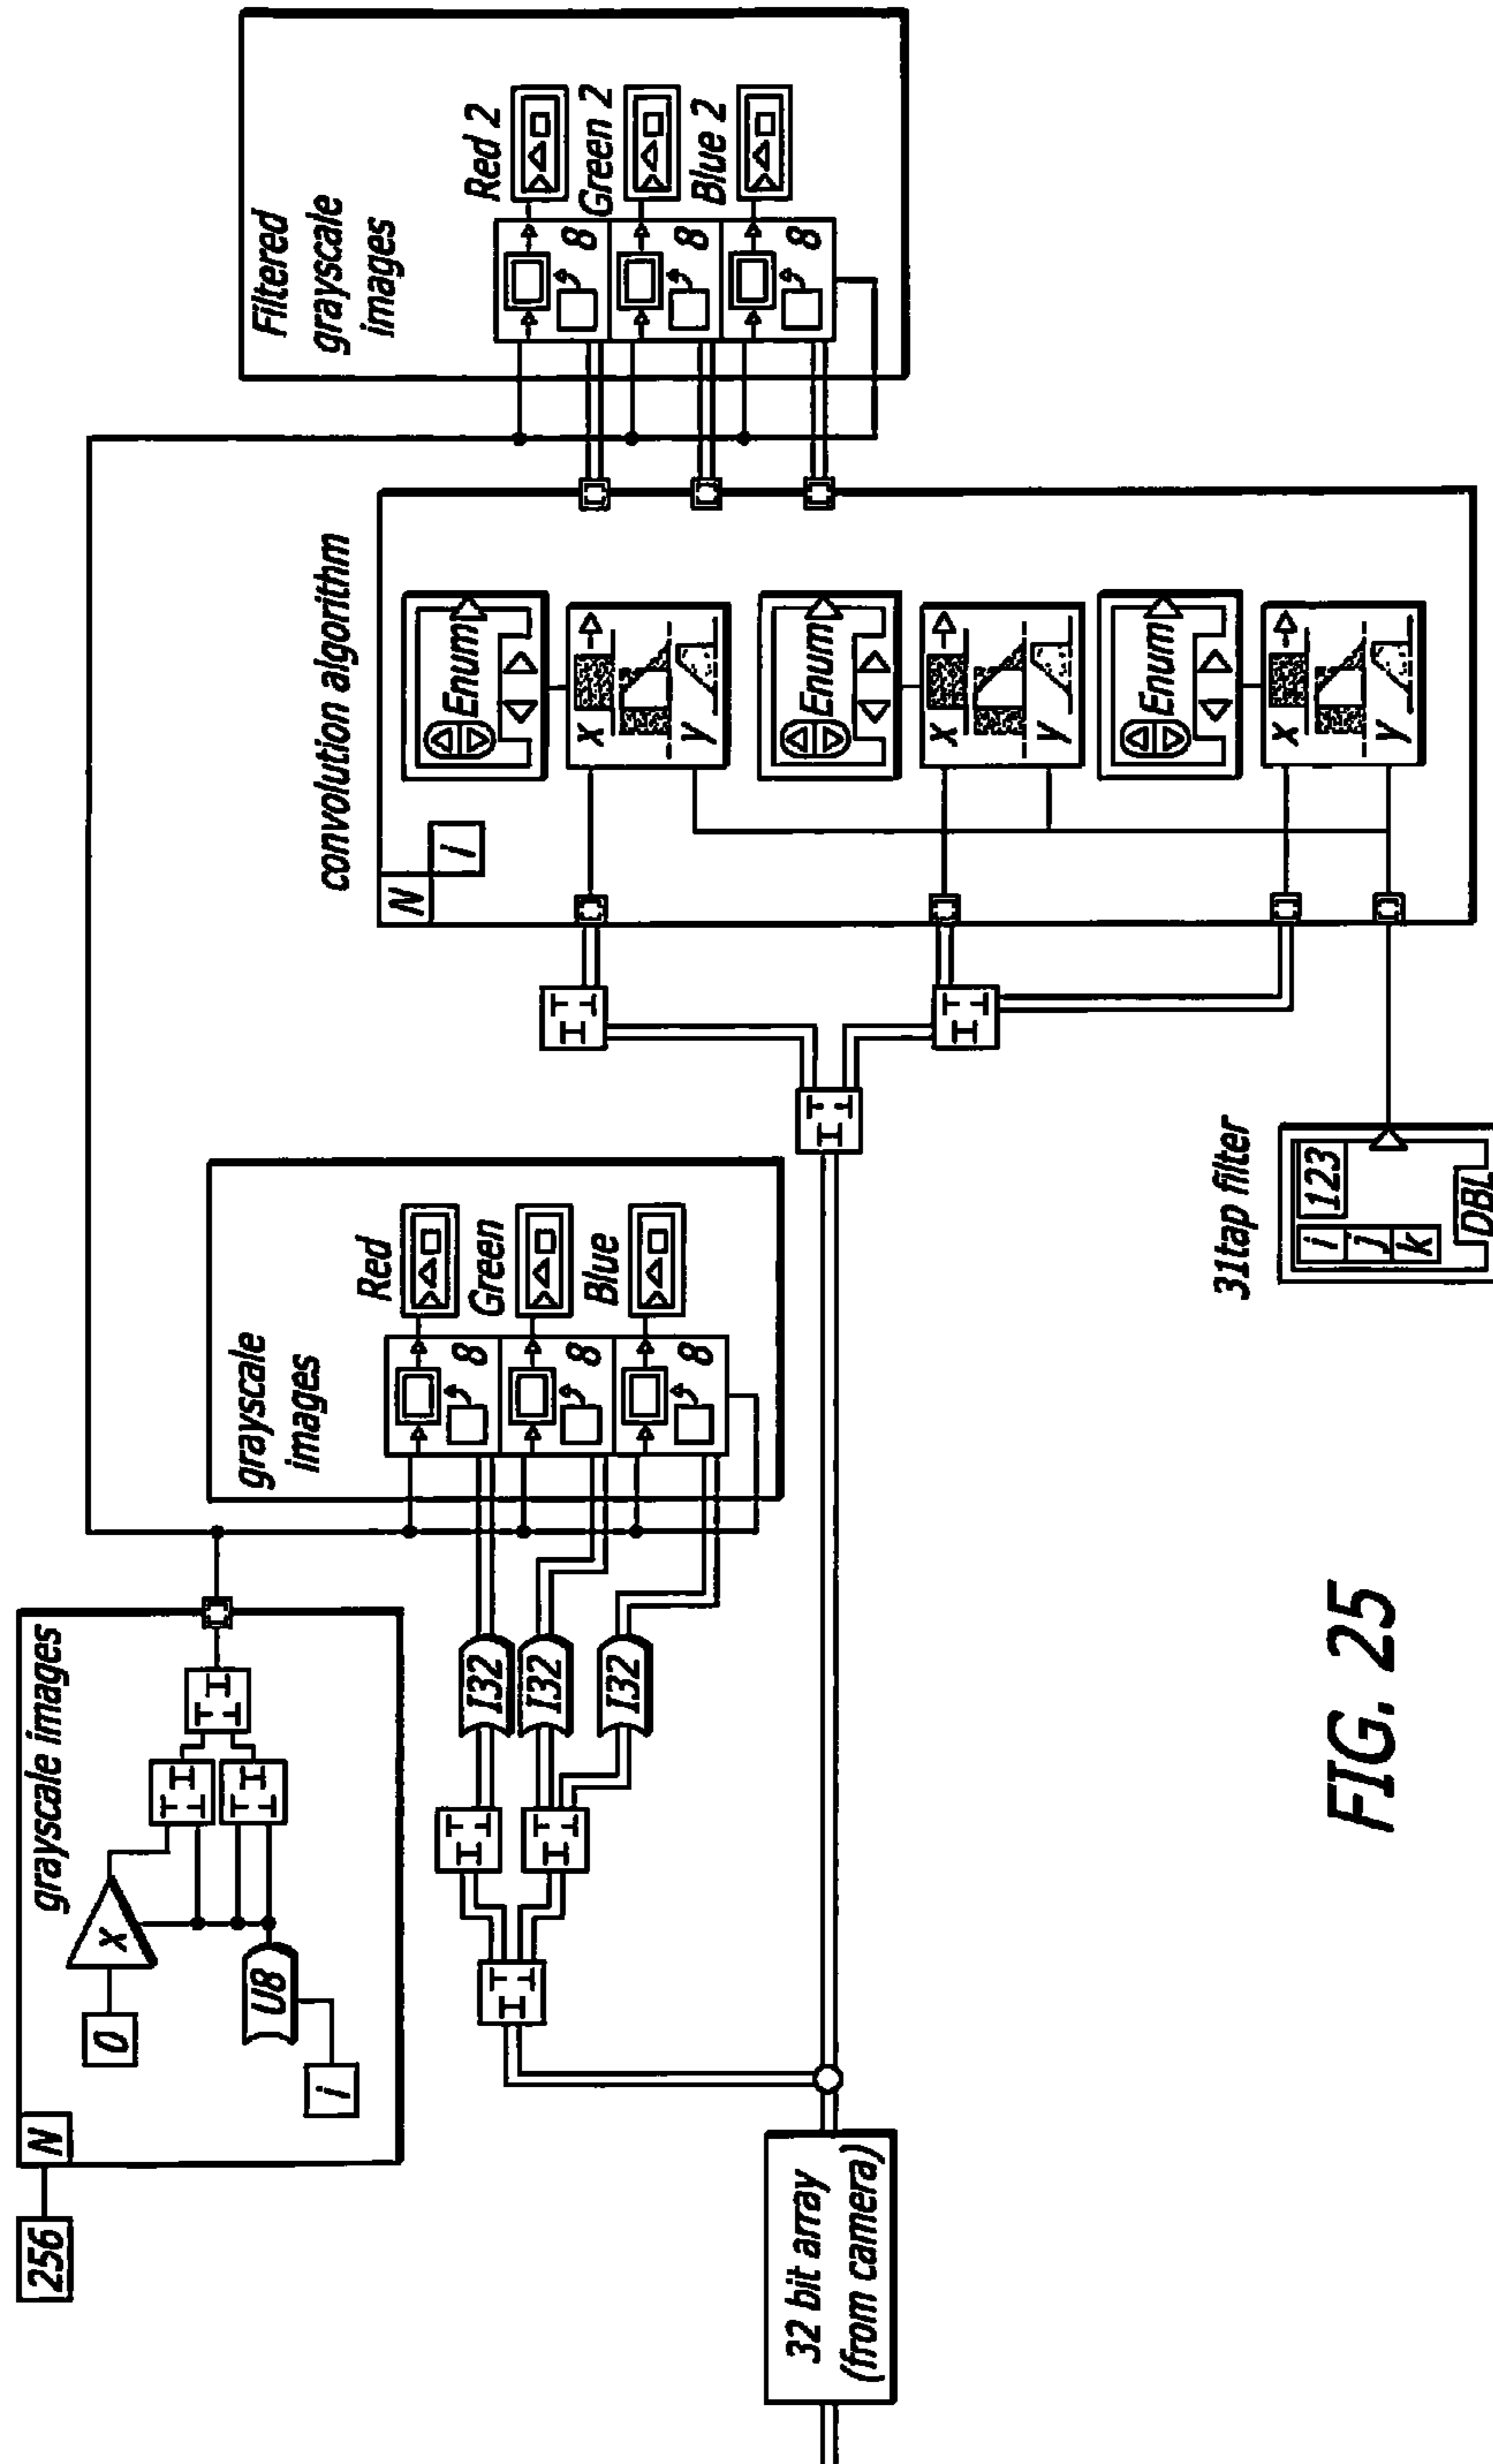 256
N
grayscale images
0
x
U8
i
32 bit array
(from camera)
I32
I32
I32
grayscale
images
Red
Green
Blue
8
8
8
31tap filter
i
j
k
123
DBL
convolution algorithm
N
i
Enum
x
y
Enum
x
y
Enum
x
y
Filtered
grayscale
images
Red 2
Green 2
Blue 2
8
8
8
FIG. 25